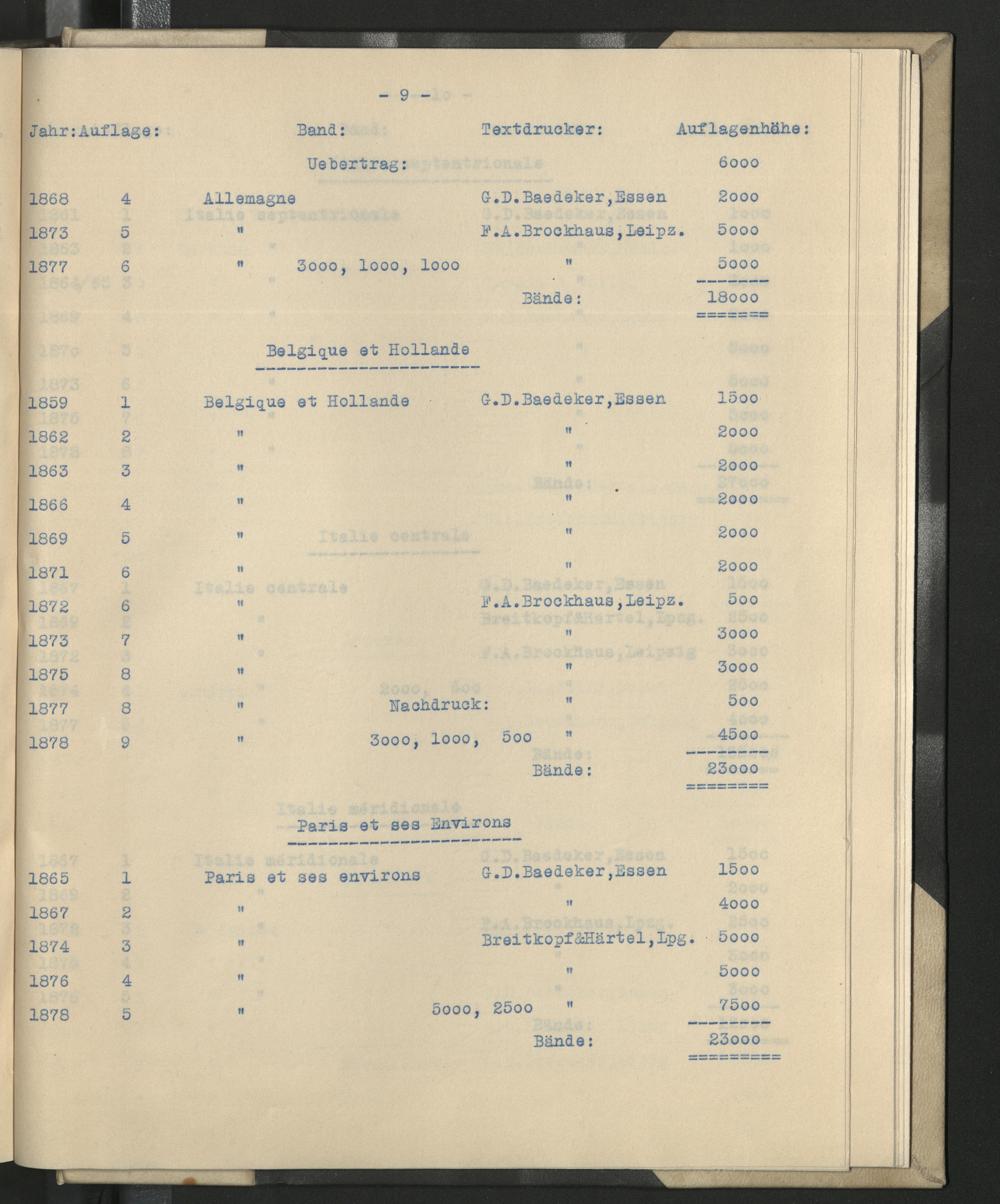 - 9 -
Jahr: Auflage: Band: Textdrucker: Auflagenhöhe:
Uebertrag: 6000
1868 4 Allemagne G.D.Baedeker,Essen 2000
1873 5 " F.A.Brockhaus,Leipz. 5000
1877 6 " 3000, 1000, 1000 " 5000
Bände: 18000
Belgique et Hollande
1859 1 Belgique et Hollande G.D.Baedeker,Essen 1500
1862 2 " " 2000
1863 3 " " 2000
1866 4 " " 2000
1869 5 " " 2000
1871 6 " " 2000
1872 6 " F.A.Brockhaus,Leipz. 500
1873 7 " " 3000
1875 8 " " 3000
1877 8 " Nachdruck: " 500
1878 9 " 3000, 1000, 500 " 4500
Bände: 23000
Paris et ses Environs
1865 1 Paris et ses environs G.D.Baedeker,Essen 1500
1867 2 " " 4000
1874 3 " Breitkopf&Härtel,Lpg. 5000
1876 4 " " 5000
1878 5 " 5000, 2500 " 7500
Bände: 23000